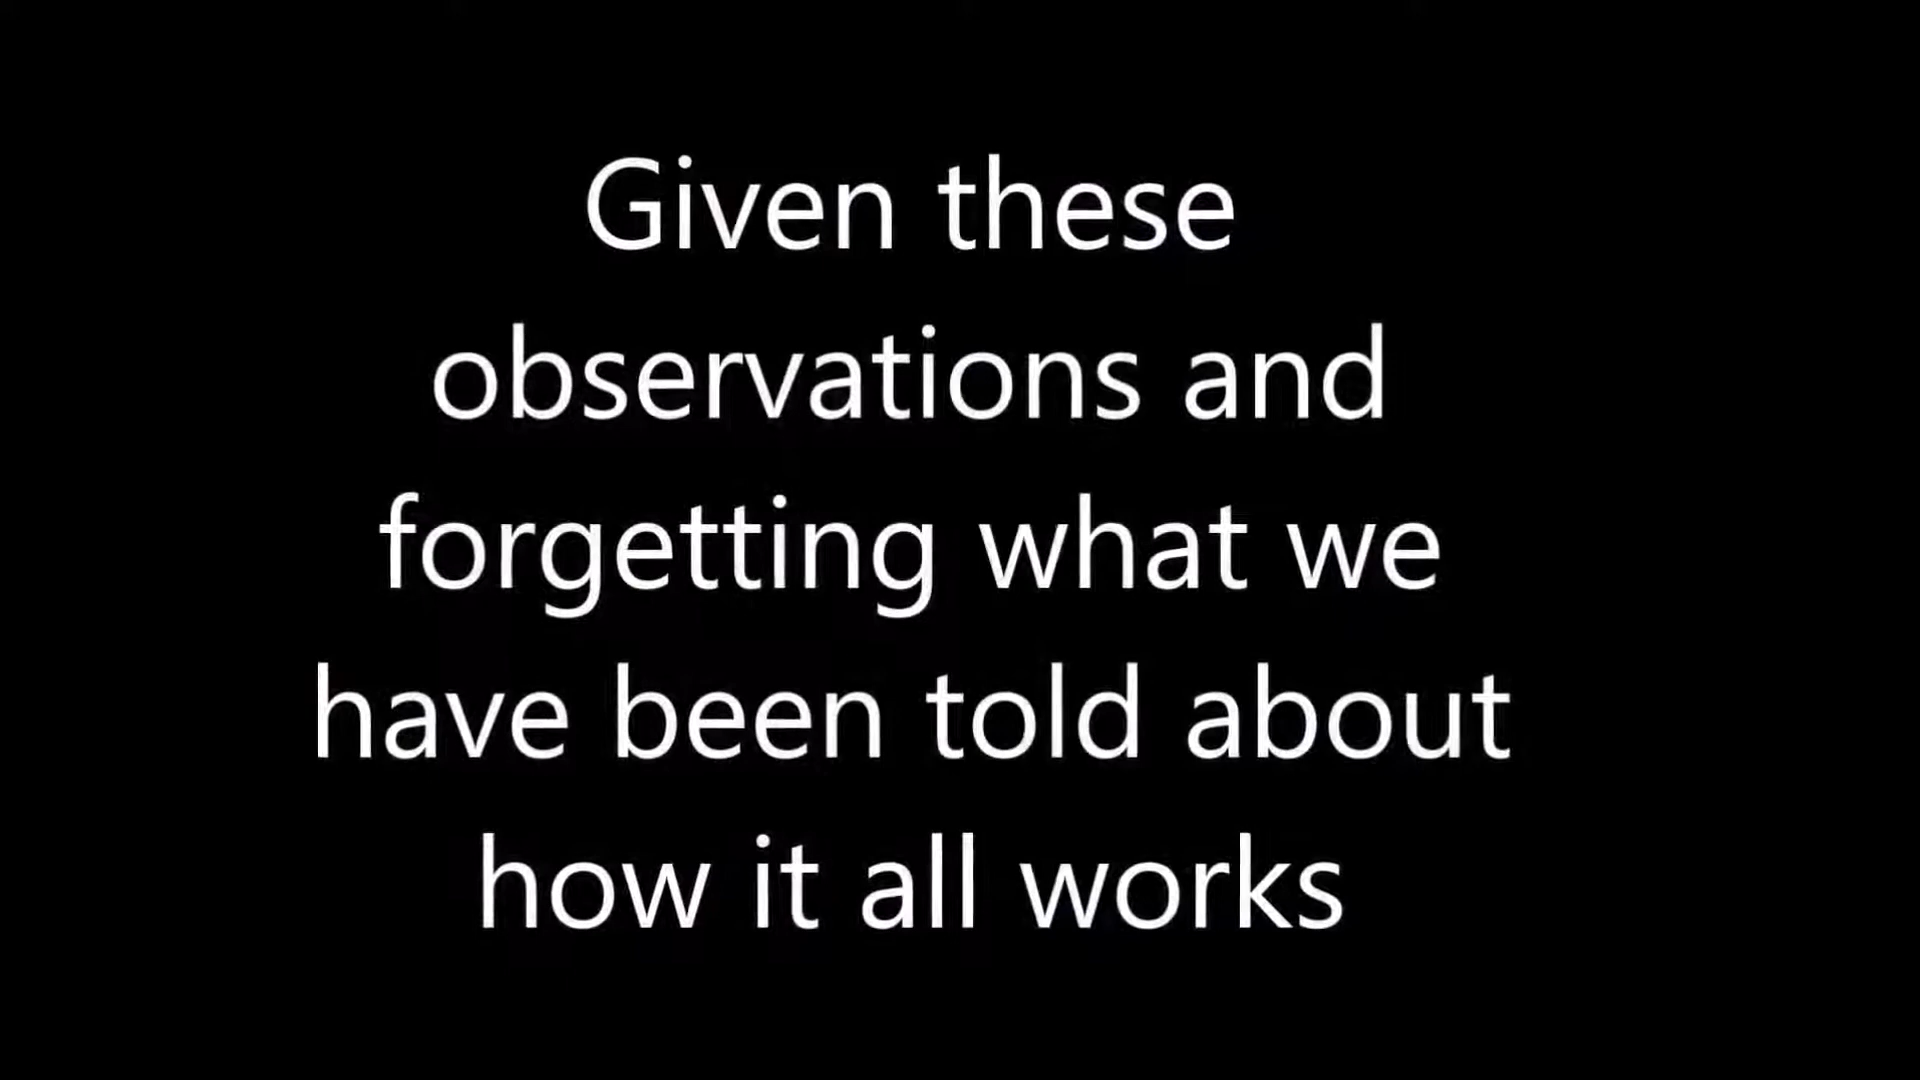 Given these
observations and
forgetting what we
have been told about
how it all works